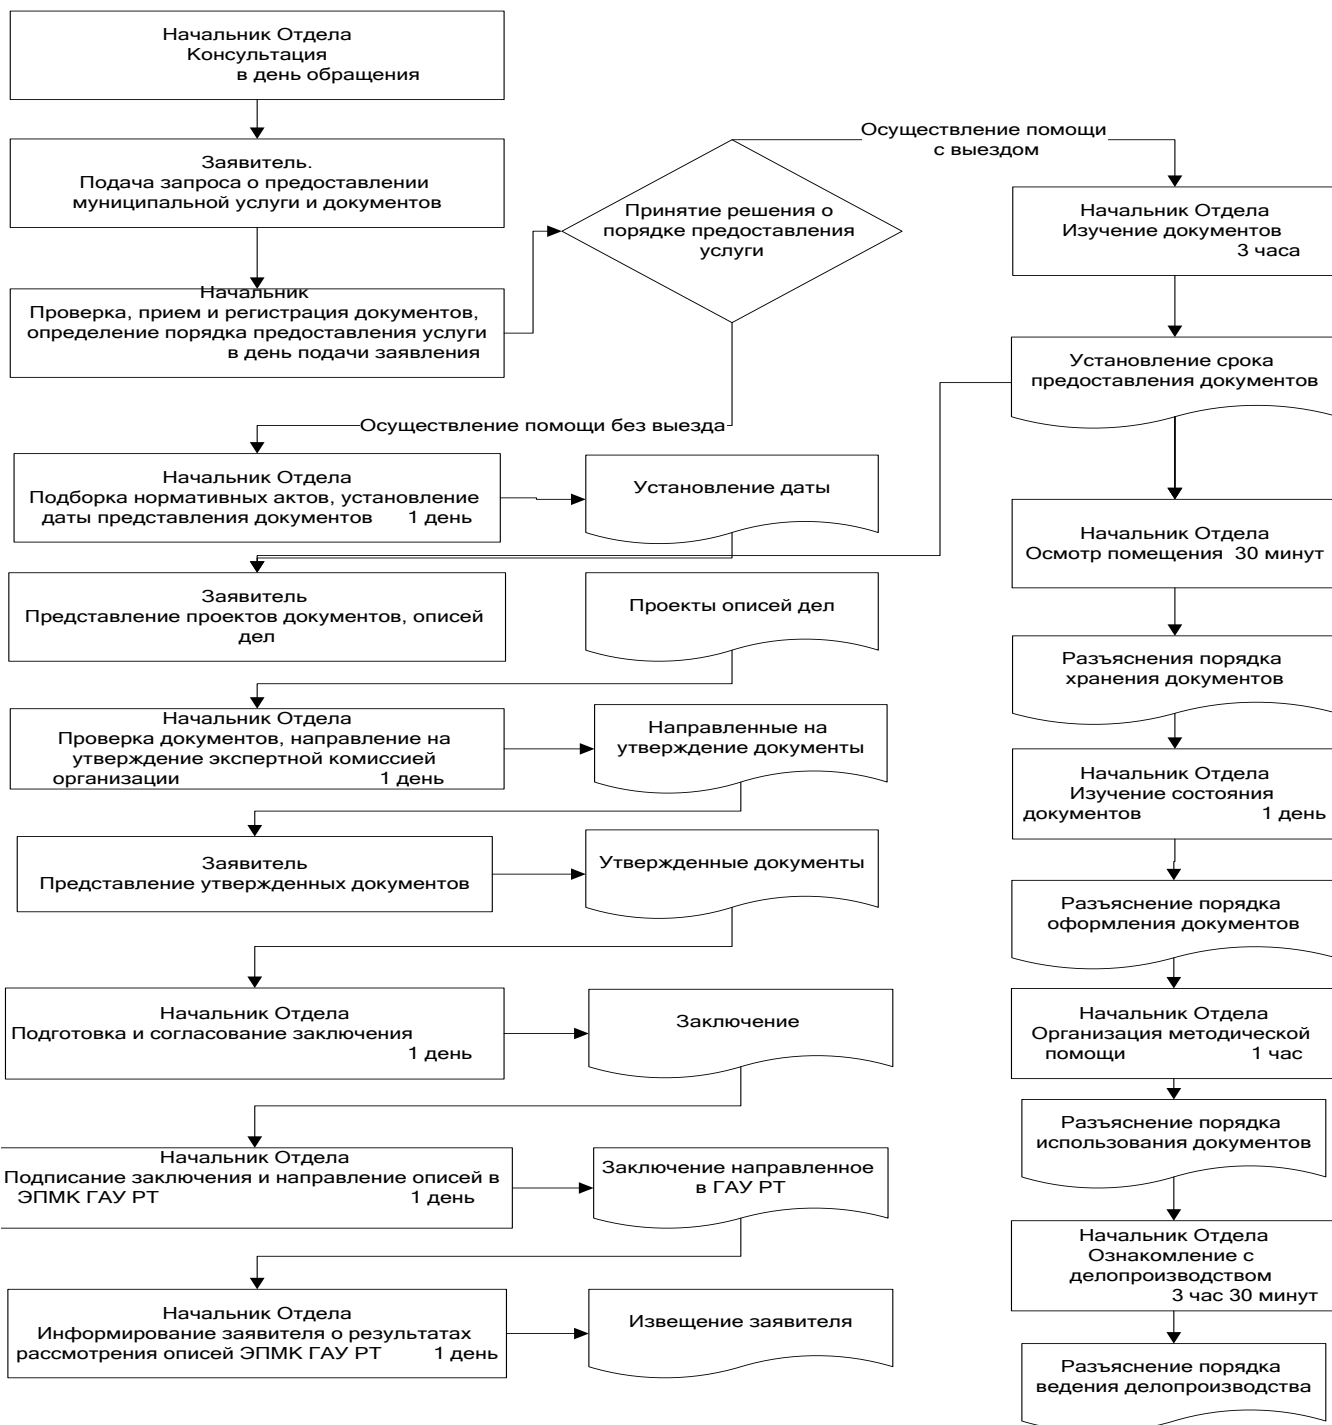 Начальник Отдела
Консультация
в день обращения
Заявитель.
Подача запроса о предоставлении
муниципальной услуги и документов
Начальник
Проверка, прием и регистрация документов,
определение порядка предоставления услуги
в день подачи заявления
Принятие решения о
порядке предоставления
услуги
Осуществление помощи
с выездом
Осуществление помощи без выезда
Начальник Отдела
Подборка нормативных актов, установление
даты представления документов 1 день
Установление даты
Заявитель
Представление проектов документов, описей
дел
Проекты описей дел
Начальник Отдела
Проверка документов, направление на
утверждение экспертной комиссией
организации 1 день
Направленные на
утверждение документы
Заявитель
Представление утвержденных документов
Утвержденные документы
Начальник Отдела
Подготовка и согласование заключения
1 день
Заключение
Начальник Отдела
Подписание заключения и направление описей в
ЭПМК ГАУ РТ 1 день
Заключение направленное
в ГАУ РТ
Начальник Отдела
Информирование заявителя о результатах
рассмотрения описей ЭПМК ГАУ РТ 1 день
Извещение заявителя
Начальник Отдела
Изучение документов
3 часа
Установление срока
предоставления документов
Начальник Отдела
Осмотр помещения 30 минут
Разъяснения порядка
хранения документов
Начальник Отдела
Изучение состояния
документов 1 день
Разъяснение порядка
оформления документов
Начальник Отдела
Организация методической
помощи 1 час
Разъяснение порядка
использования документов
Начальник Отдела
Ознакомление с
делопроизводством
3 час 30 минут
Разъяснение порядка
ведения делопроизводства